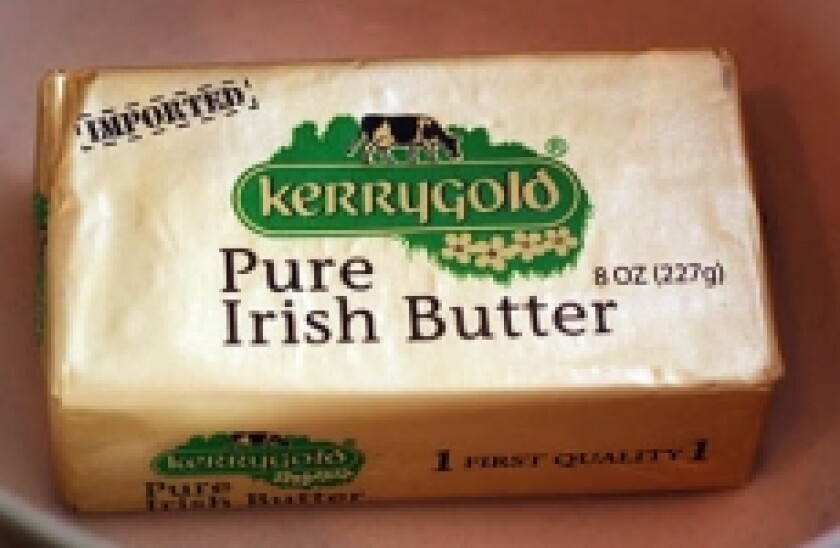 IMPORTED
kerrygold®
Pure
8 OZ (227g)
Irish Butter
kerrygold
1 FIRST QUALITY 1
Pure
Irish Butter